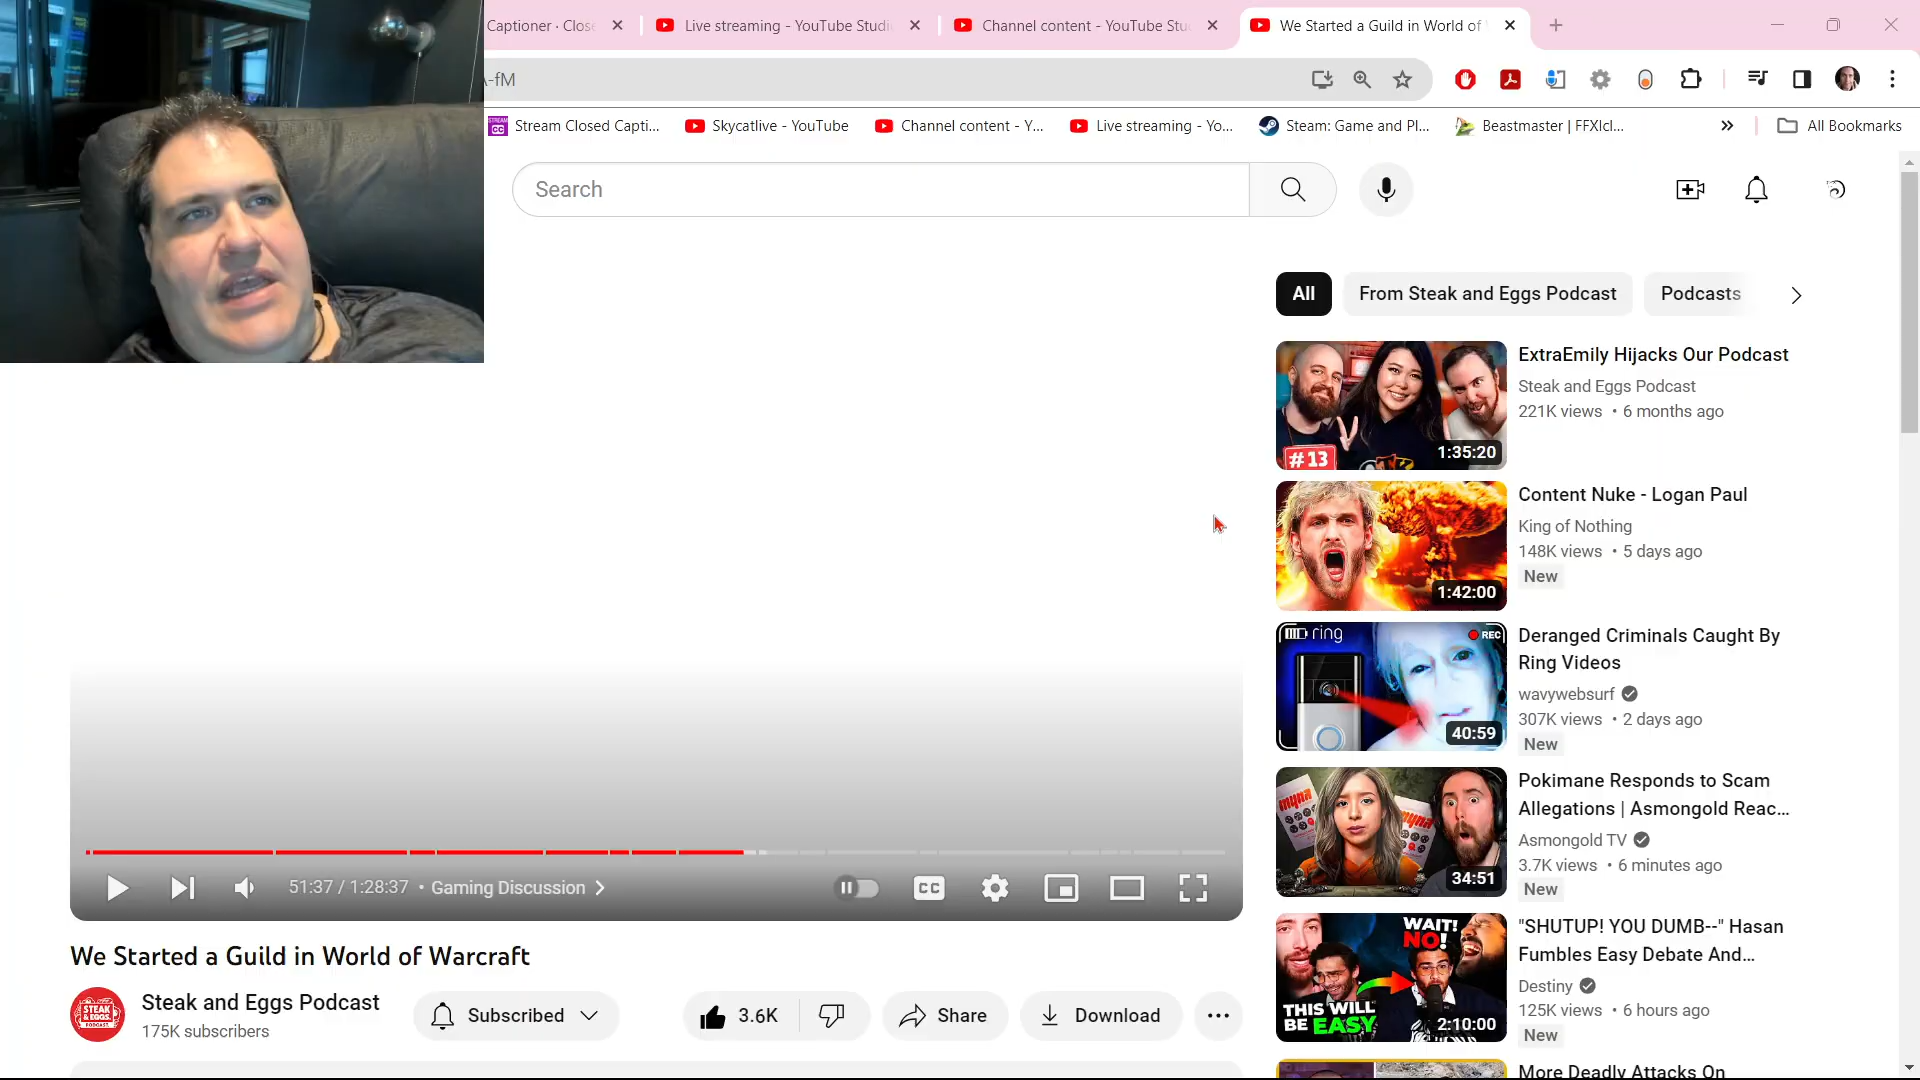 Captioner · Close
Live streaming - YouTube Studi
Channel content - YouTube Stu
We Started a Guild in World of
-fM
STREAM CC
Stream Closed Capti...
Skycatlive - YouTube
Channel content - Y...
Live streaming - Yo...
Steam: Game and Pl...
Beastmaster | FFXIcl...
All Bookmarks
Search
All
From Steak and Eggs Podcast
Podcasts
ExtraEmily Hijacks Our Podcast
Steak and Eggs Podcast
221K views • 6 months ago
#13
1:35:20
Content Nuke - Logan Paul
King of Nothing
148K views • 5 days ago
New
1:42:00
ring
REC
Deranged Criminals Caught By
Ring Videos
wavywebsurf
307K views • 2 days ago
New
40:59
Pokimane Responds to Scam
Allegations | Asmongold Reac...
Asmongold TV
3.7K views • 6 minutes ago
New
myna
34:51
"SHUTUP! YOU DUMB--" Hasan
Fumbles Easy Debate And...
Destiny
125K views • 6 hours ago
New
WAIT!
NO!
THIS WILL
BE EASY
2:10:00
More Deadly Attacks On
51:37 / 1:28:37 • Gaming Discussion
CC
We Started a Guild in World of Warcraft
STEAK
& EGGS
PODCAST
Steak and Eggs Podcast
175K subscribers
Subscribed
3.6K
Share
Download